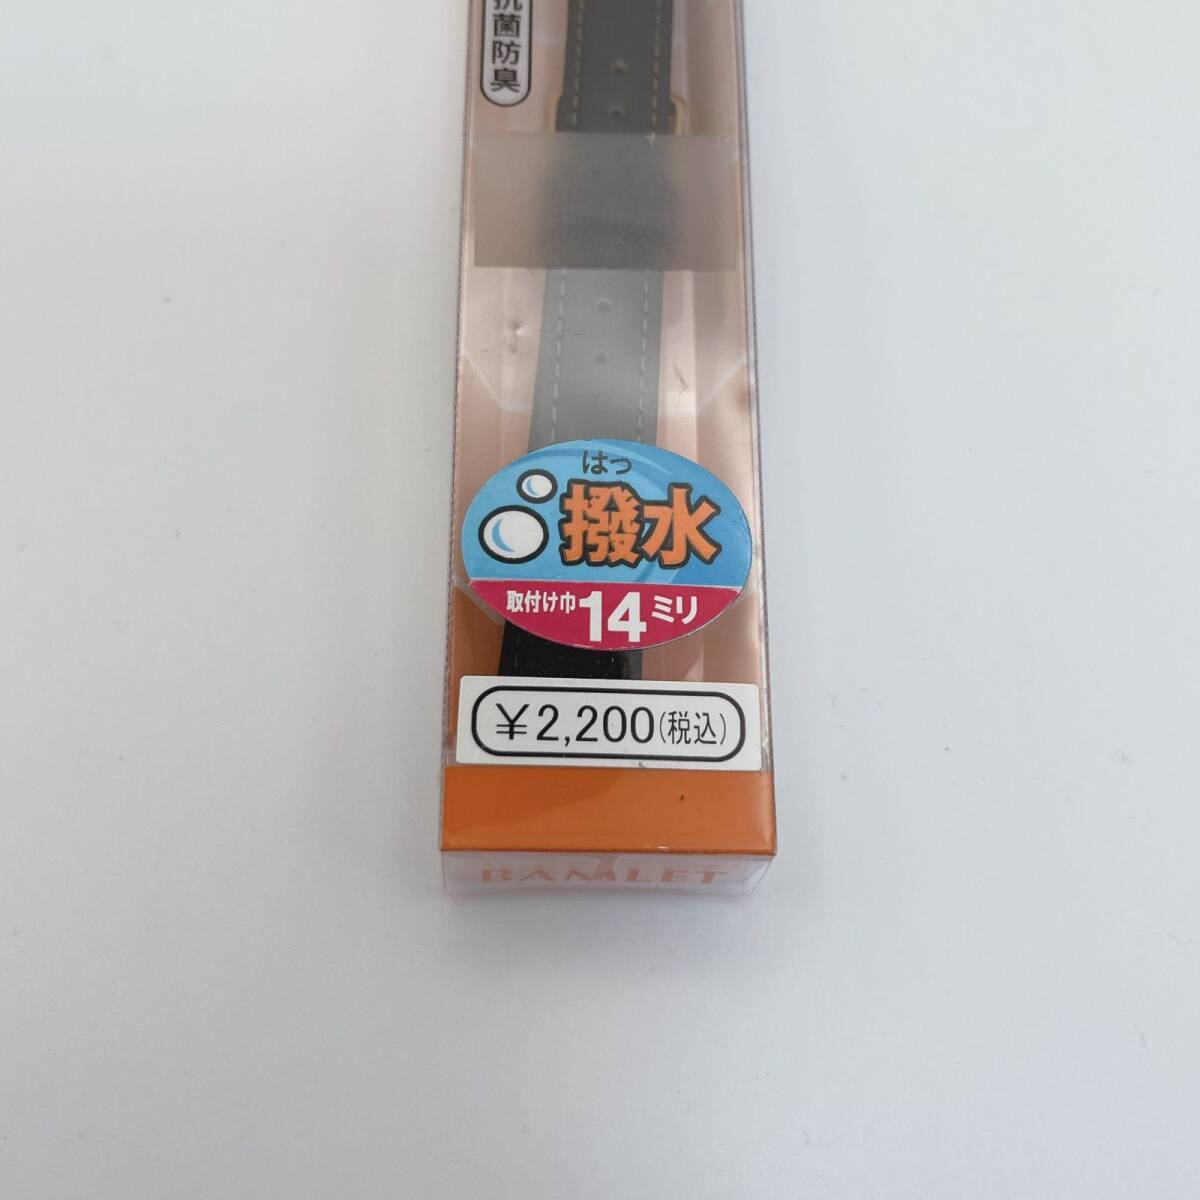 抗菌防臭
はっ
撥水
取付け巾14ミリ
￥2,200(税込)
BAMLET